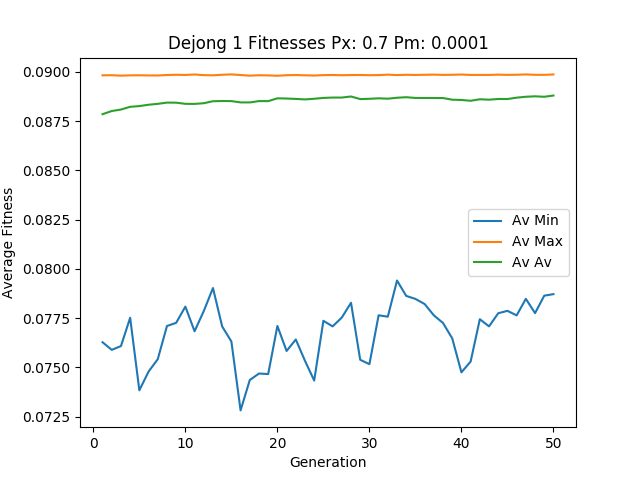 Dejong 1 Fitnesses Px: 0.7 Pm: 0.0001
0.0900
0.0875
0.0850
0.0825
0.0800
0.0775
0.0750
0.0725
Average Fitness
Av Min
Av Max
Av Av
0 10 20 30 40 50
Generation